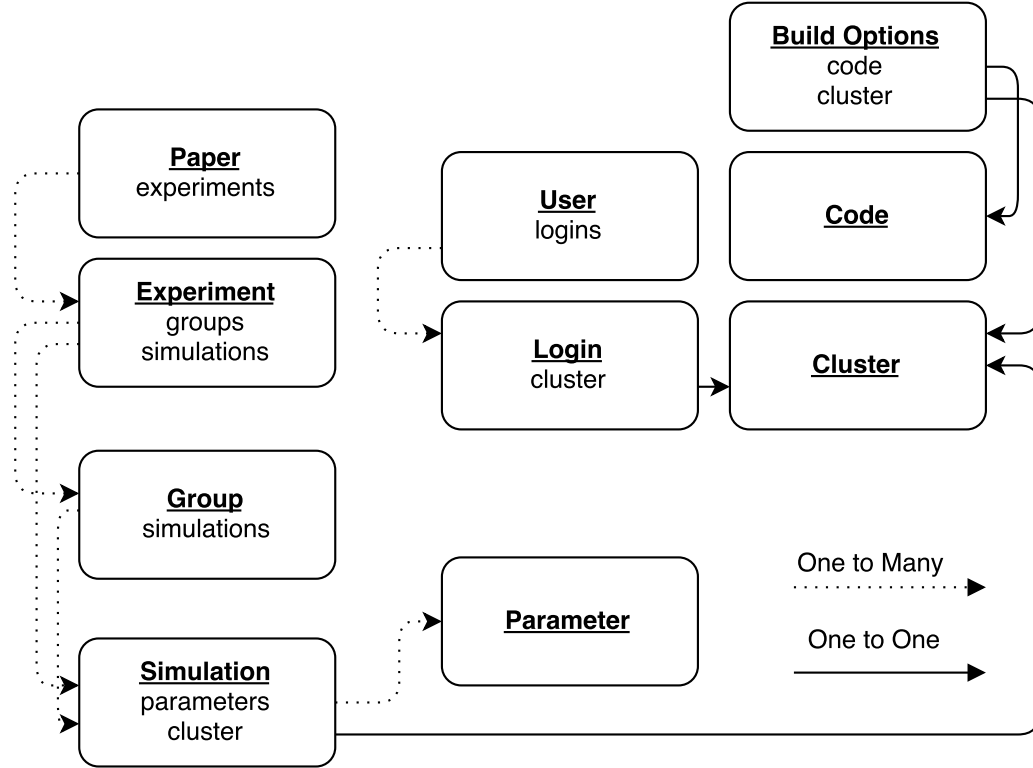 Build Options
code
cluster
Paper
experiments
User
logins
Code
Experiment
groups
simulations
Login
cluster
Cluster
Group
simulations
One to Many
Parameter
One to One
Simulation
parameters
cluster